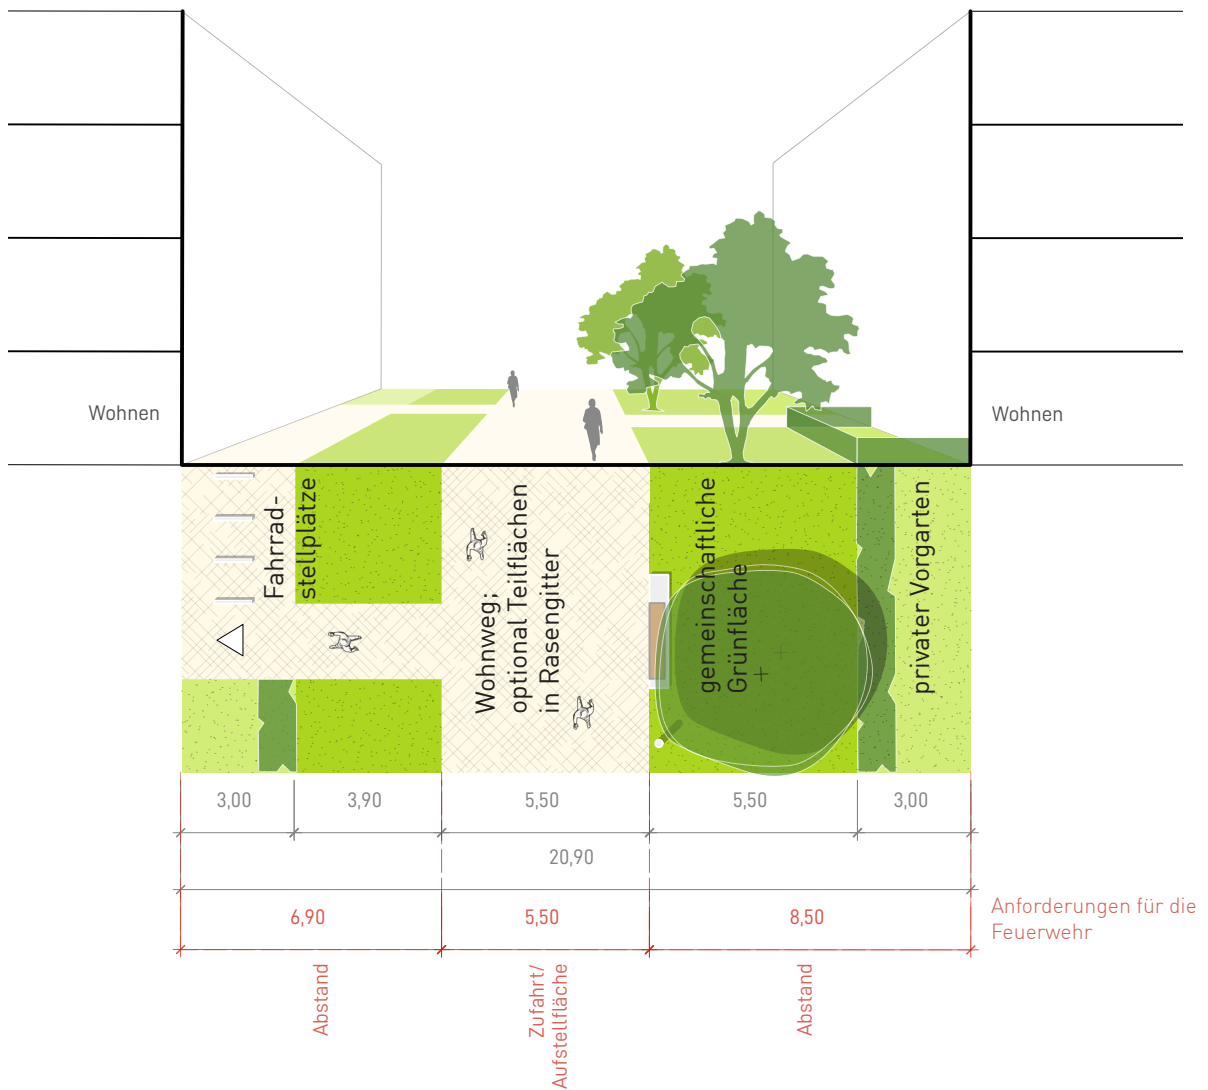 Wohnen
Wohnen
Fahrrad-
stellplätze
Wohnweg;
optional Teilflächen
in Rasengitter
gemeinschaftliche
Grünfläche
privater Vorgarten
3,00
3,90
5,50
5,50
3,00
20,90
6,90
5,50
8,50
Anforderungen für die
Feuerwehr
Abstand
Zufahrt/
Aufstellfläche
Abstand